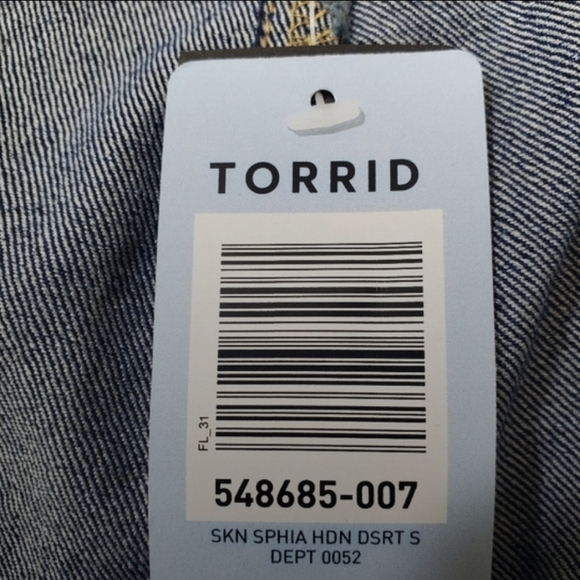 TORRID
FL_31
548685-007
SKN SPHIA HDN DSRT S
DEPT 0052